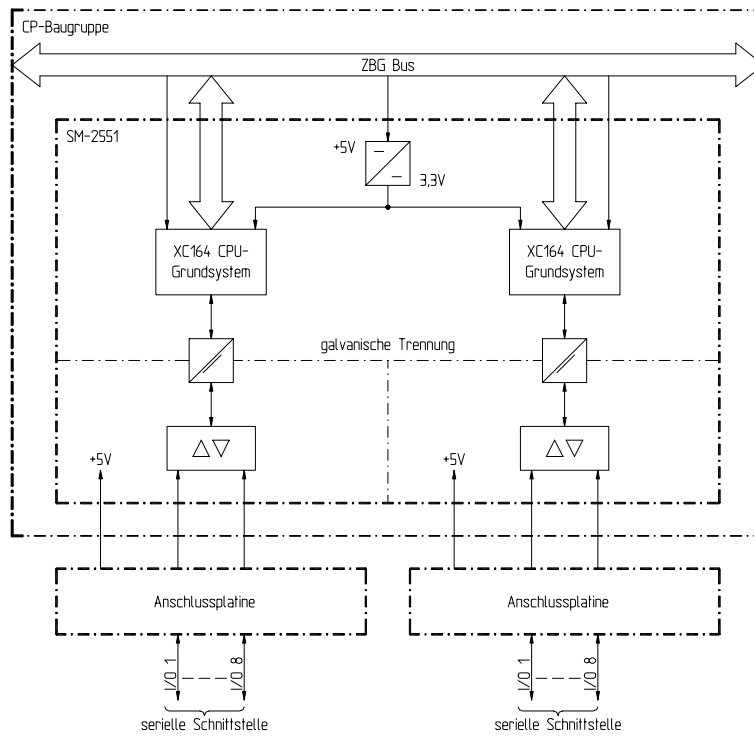 CP-Baugruppe
ZBG Bus
SM-2551
+5V
3,3V
XC164 CPU-
Grundsystem
XC164 CPU-
Grundsystem
galvanische Trennung
+5V
+5V
Anschlussplatine
Anschlussplatine
I/O 1
I/O 8
I/O 1
I/O 8
serielle Schnittstelle
serielle Schnittstelle